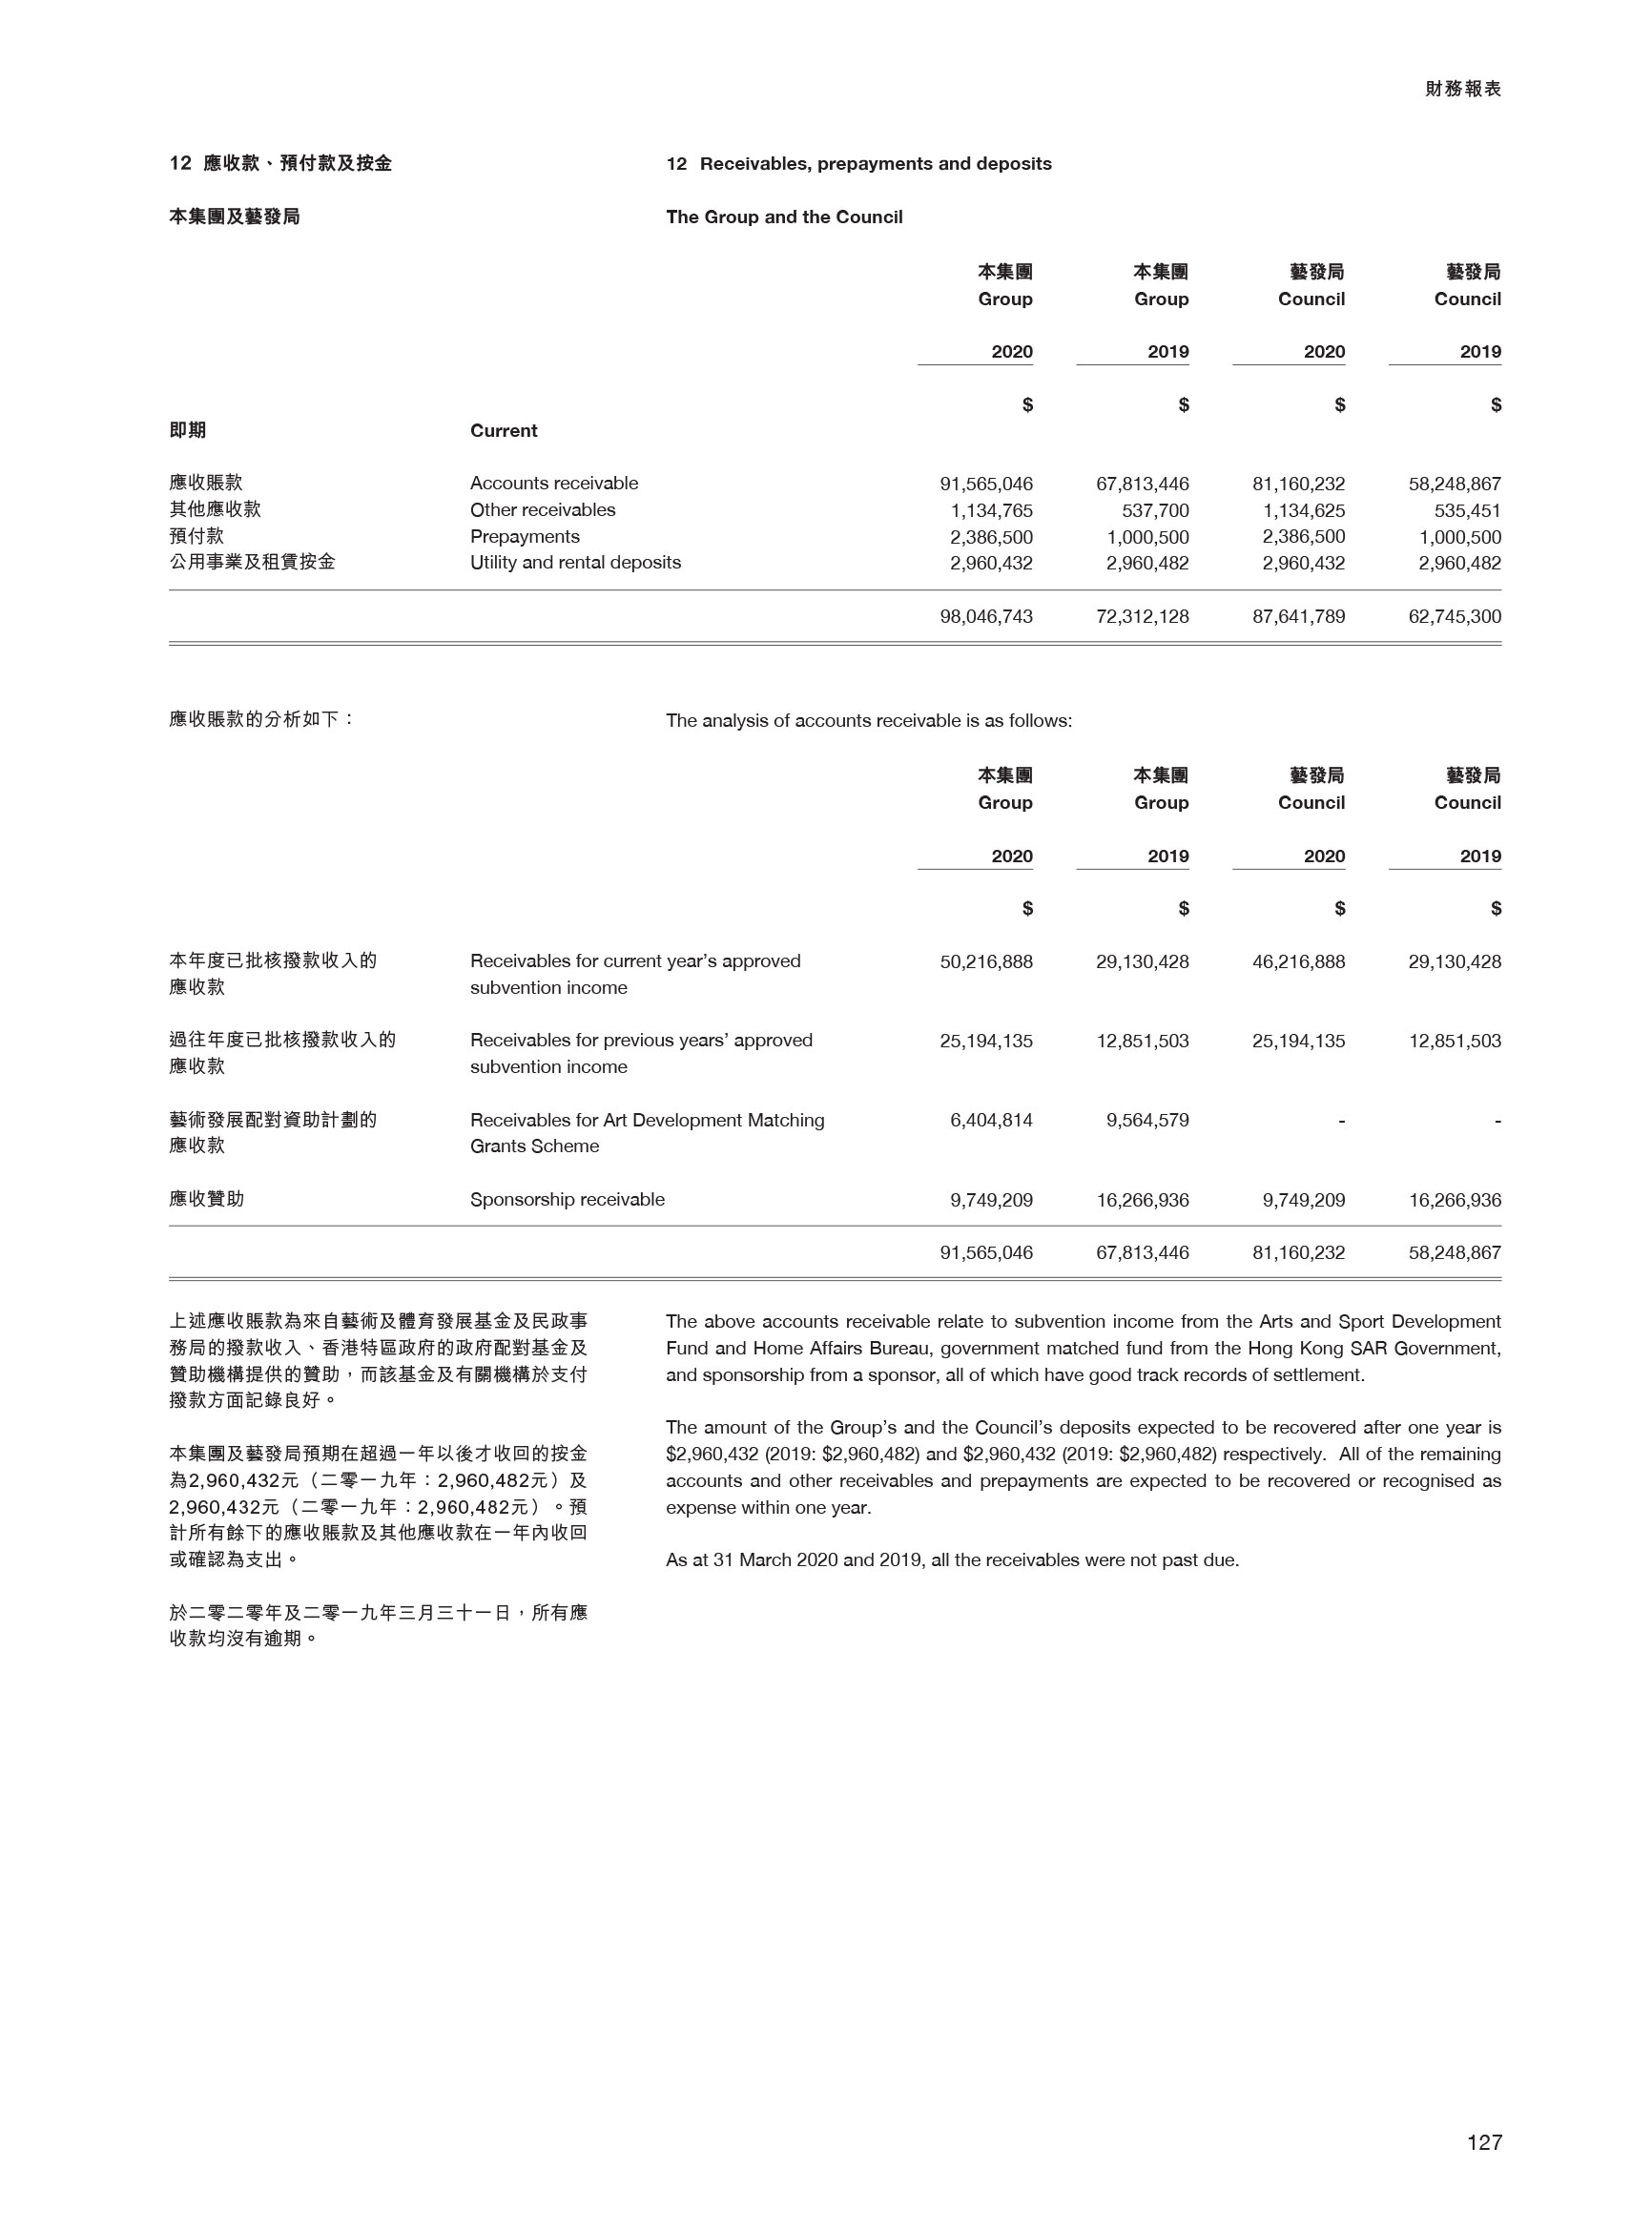 財務報表
12 應收款、預付款及按金
12 Receivables, prepayments and deposits
本集團及藝發局
The Group and the Council
本集團 本集團 藝發局 藝發局
Group Group Council Council
2020 2019 2020 2019
$ $ $ $
即期 Current
應收賬款 Accounts receivable 91,565,046 67,813,446 81,160,232 58,248,867
其他應收款 Other receivables 1,134,765 537,700 1,134,625 535,451
預付款 Prepayments 2,386,500 1,000,500 2,386,500 1,000,500
公用事業及租賃按金 Utility and rental deposits 2,960,432 2,960,482 2,960,432 2,960,482
98,046,743 72,312,128 87,641,789 62,745,300
應收賬款的分析如下：
The analysis of accounts receivable is as follows:
本集團 本集團 藝發局 藝發局
Group Group Council Council
2020 2019 2020 2019
$ $ $ $
本年度已批核撥款收入的 Receivables for current year’s approved 50,216,888 29,130,428 46,216,888 29,130,428
應收款 subvention income
過往年度已批核撥款收入的 Receivables for previous years’ approved 25,194,135 12,851,503 25,194,135 12,851,503
應收款 subvention income
藝術發展配對資助計劃的 Receivables for Art Development Matching 6,404,814 9,564,579 - -
應收款 Grants Scheme
應收贊助 Sponsorship receivable 9,749,209 16,266,936 9,749,209 16,266,936
91,565,046 67,813,446 81,160,232 58,248,867
上述應收賬款為來自藝術及體育發展基金及民政事
務局的撥款收入、香港特區政府的政府配對基金及
贊助機構提供的贊助，而該基金及有關機構於支付
撥款方面記錄良好。
本集團及藝發局預期在超過一年以後才收回的按金
為2,960,432元（二零一九年：2,960,482元）及
2,960,432元（二零一九年：2,960,482元）。預
計所有餘下的應收賬款及其他應收款在一年內收回
或確認為支出。
於二零二零年及二零一九年三月三十一日，所有應
收款均沒有逾期。
The above accounts receivable relate to subvention income from the Arts and Sport Development
Fund and Home Affairs Bureau, government matched fund from the Hong Kong SAR Government,
and sponsorship from a sponsor, all of which have good track records of settlement.
The amount of the Group’s and the Council’s deposits expected to be recovered after one year is
$2,960,432 (2019: $2,960,482) and $2,960,432 (2019: $2,960,482) respectively. All of the remaining
accounts and other receivables and prepayments are expected to be recovered or recognised as
expense within one year.
As at 31 March 2020 and 2019, all the receivables were not past due.
127